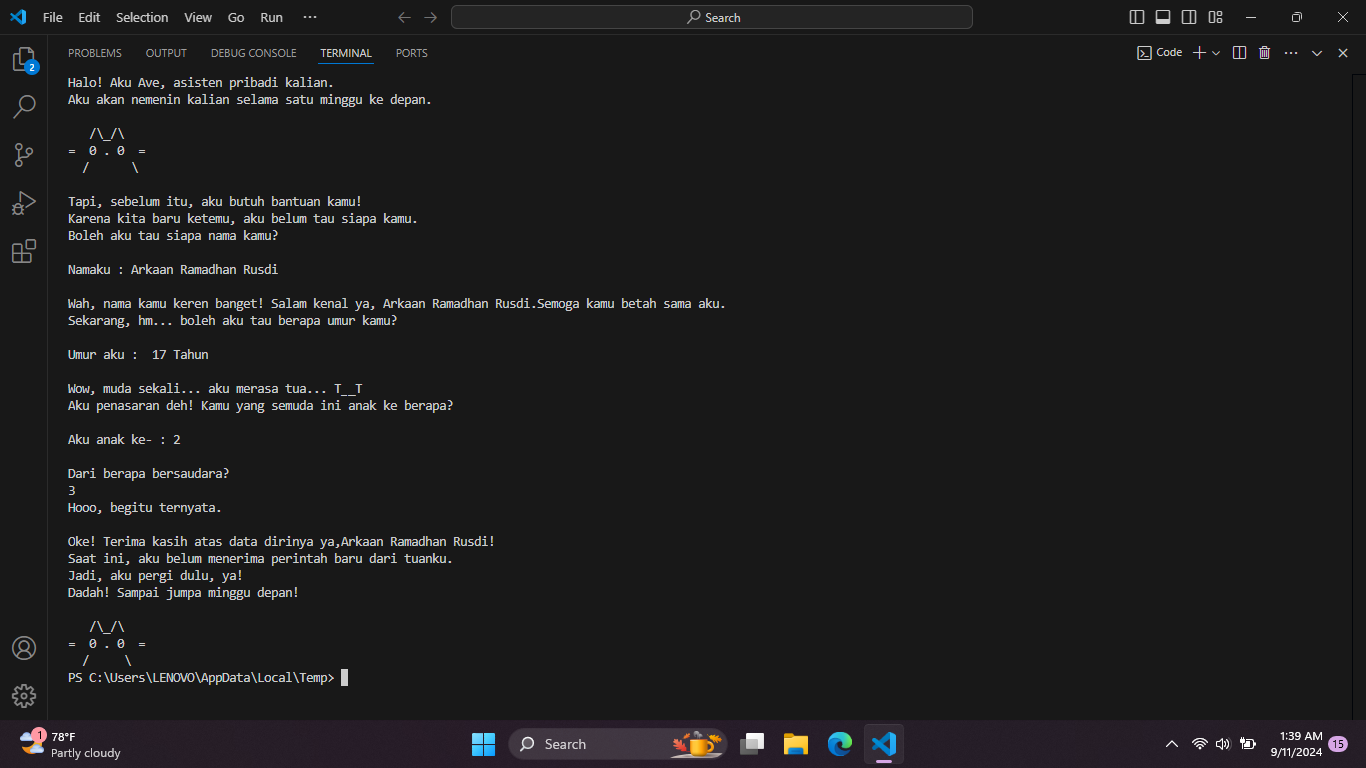 File Edit Selection View Go Run ···
Search
PROBLEMS OUTPUT DEBUG CONSOLE TERMINAL PORTS
Code
2
Halo! Aku Ave, asisten pribadi kalian.
Aku akan nemenin kalian selama satu minggu ke depan.
/\_/\
=  0 . 0  =
/      \
Tapi, sebelum itu, aku butuh bantuan kamu!
Karena kita baru ketemu, aku belum tau siapa kamu.
Boleh aku tau siapa nama kamu?
Namaku : Arkaan Ramadhan Rusdi
Wah, nama kamu keren banget! Salam kenal ya, Arkaan Ramadhan Rusdi.Semoga kamu betah sama aku.
Sekarang, hm... boleh aku tau berapa umur kamu?
Umur aku :  17 Tahun
Wow, muda sekali... aku merasa tua... T__T
Aku penasaran deh! Kamu yang semuda ini anak ke berapa?
Aku anak ke- : 2
Dari berapa bersaudara?
3
Hooo, begitu ternyata.
Oke! Terima kasih atas data dirinya ya,Arkaan Ramadhan Rusdi!
Saat ini, aku belum menerima perintah baru dari tuanku.
Jadi, aku pergi dulu, ya!
Dadah! Sampai jumpa minggu depan!
/\_/\
=  0 . 0  =
/     \
PS C:\Users\LENOVO\AppData\Local\Temp>
1
78°F
Partly cloudy
Search
1:39 AM
9/11/2024
15